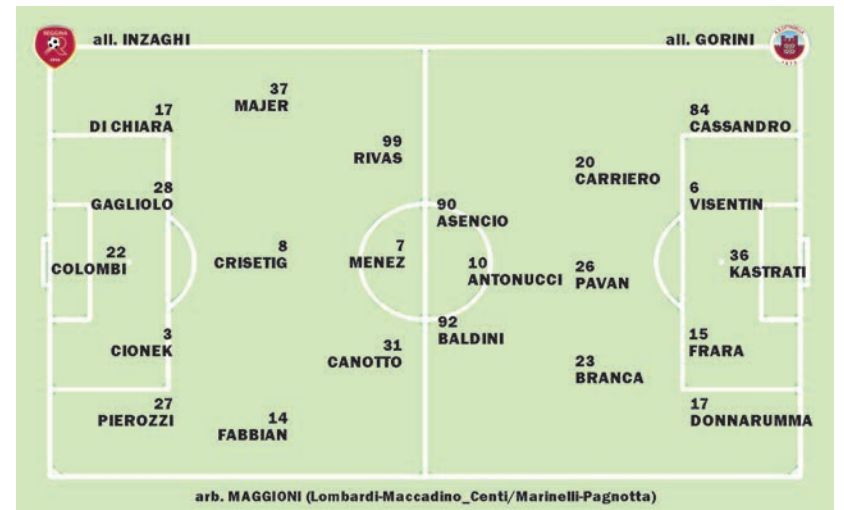 all. INZAGHI
all. GORINI
REGGINA
37
MAJER
17
DI CHIARA
99
RIVAS
28
GAGLIOLO
22
COLOMBI
8
CRISETIG
7
MENEZ
3
CIONEK
31
CANOTTO
27
PIEROZZI
14
FABBIAN
84
CASSANDRO
20
CARRIERO
6
VISENTIN
90
ASENCIO
10
ANTONUCCI
26
PAVAN
36
KASTRATI
92
BALDINI
15
FRARA
23
BRANCA
17
DONNARUMMA
arb. MAGGIONI (Lombardi-Maccadino_Centi/Marinelli-Pagnotta)